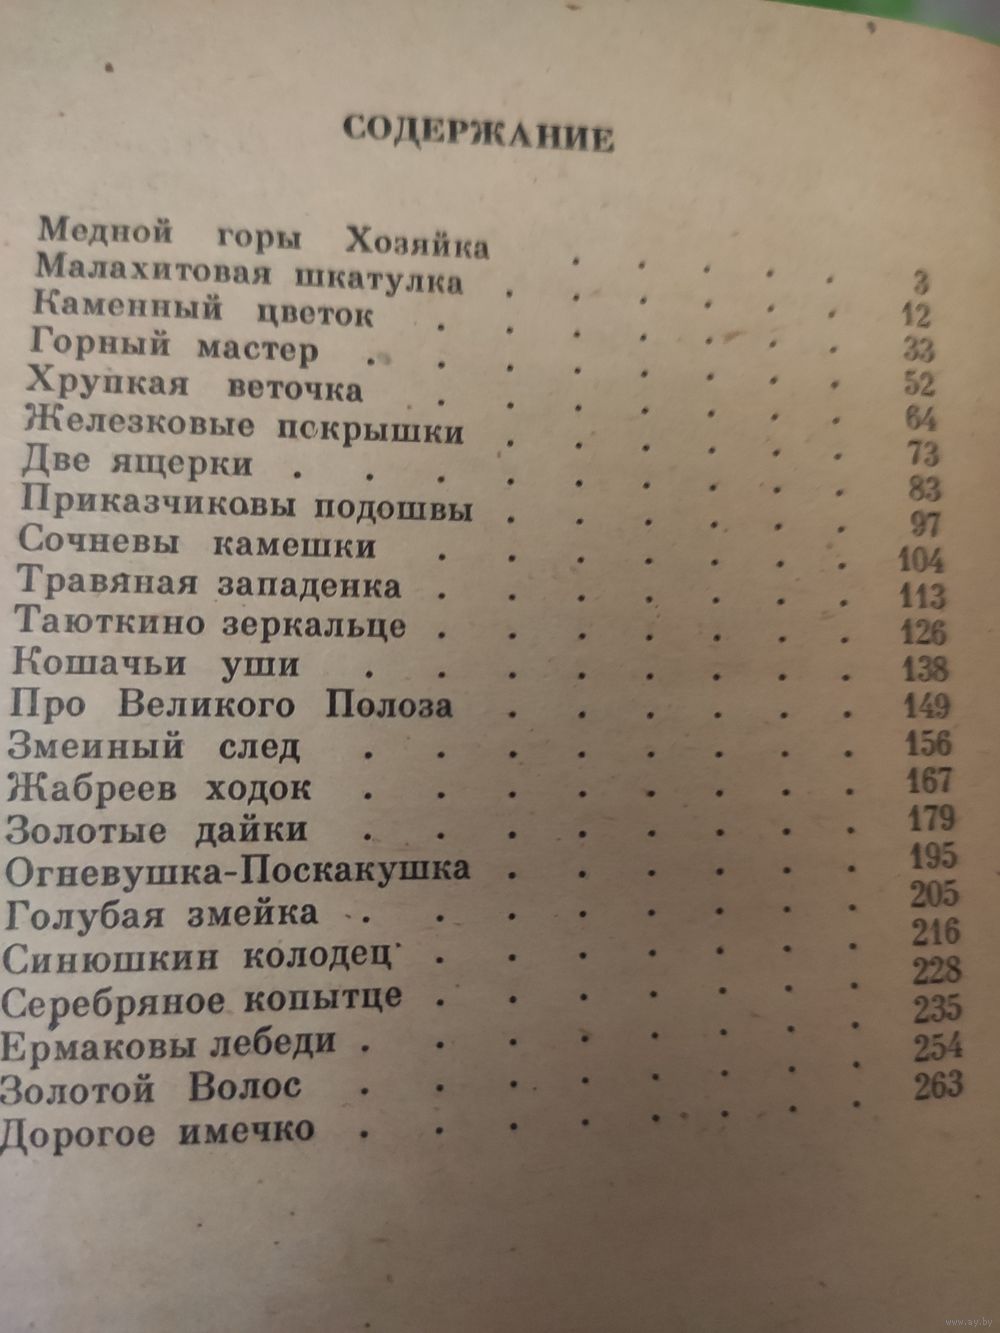 СОДЕРЖАНИЕ
Медной горы Хозяйка . . . . . 3
Малахитовая шкатулка . . . . . . 12
Каменный цветок . . . . . . . 33
Горный мастер . . . . . . . . 52
Хрупкая веточка . . . . . . . 64
Железковые покрышки . . . . . . 73
Две ящерки . . . . . . . . . 83
Приказчиковы подошвы . . . . . . 97
Сочневы камешки . . . . . . . 104
Травяная западенка . . . . . . . 113
Таюткино зеркальце . . . . . . . 126
Кошачьи уши . . . . . . . . 138
Про Великого Полоза . . . . . . 149
Змеиный след . . . . . . . . 156
Жабреев ходок . . . . . . . . 167
Золотые дайки . . . . . . . . 179
Огневушка-Поскакушка . . . . . . 195
Голубая змейка . . . . . . . . 205
Синюшкин колодец . . . . . . . 216
Серебряное копытце . . . . . . . 228
Ермаковы лебеди . . . . . . . . 235
Золотой Волос . . . . . . . . 254
Дорогое имечко . . . . . . . . 263
www.ay.by